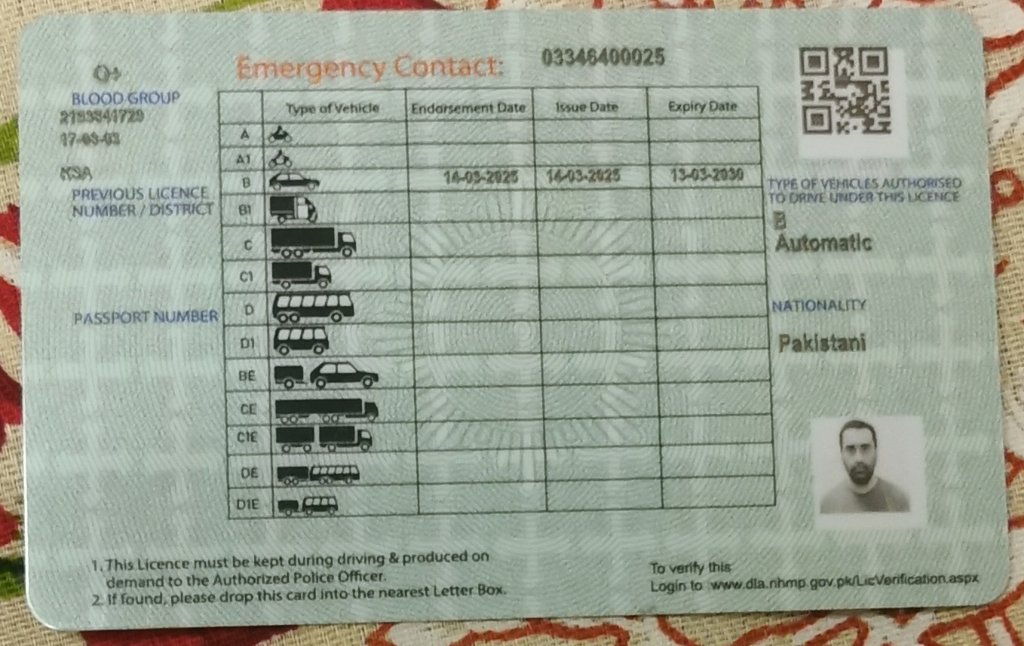 Emergency Contact: 03346400025
O+
BLOOD GROUP
2193341729
17-03-03
KSA
PREVIOUS LICENCE
NUMBER / DISTRICT
PASSPORT NUMBER
Type of Vehicle Endorsement Date Issue Date Expiry Date
A
A1
B 14-03-2025 14-03-2025 13-03-2030
B1
C
C1
D
D1
BE
CE
C1E
DE
D1E
TYPE OF VEHICLES AUTHORISED
TO DRIVE UNDER THIS LICENCE
B
Automatic
NATIONALITY
Pakistani
1. This Licence must be kept during driving & produced on
demand to the Authorized Police Officer.
2. If found, please drop this card into the nearest Letter Box.
To verify this
Login to www.dla.nhmp.gov.pk/LicVerification.aspx